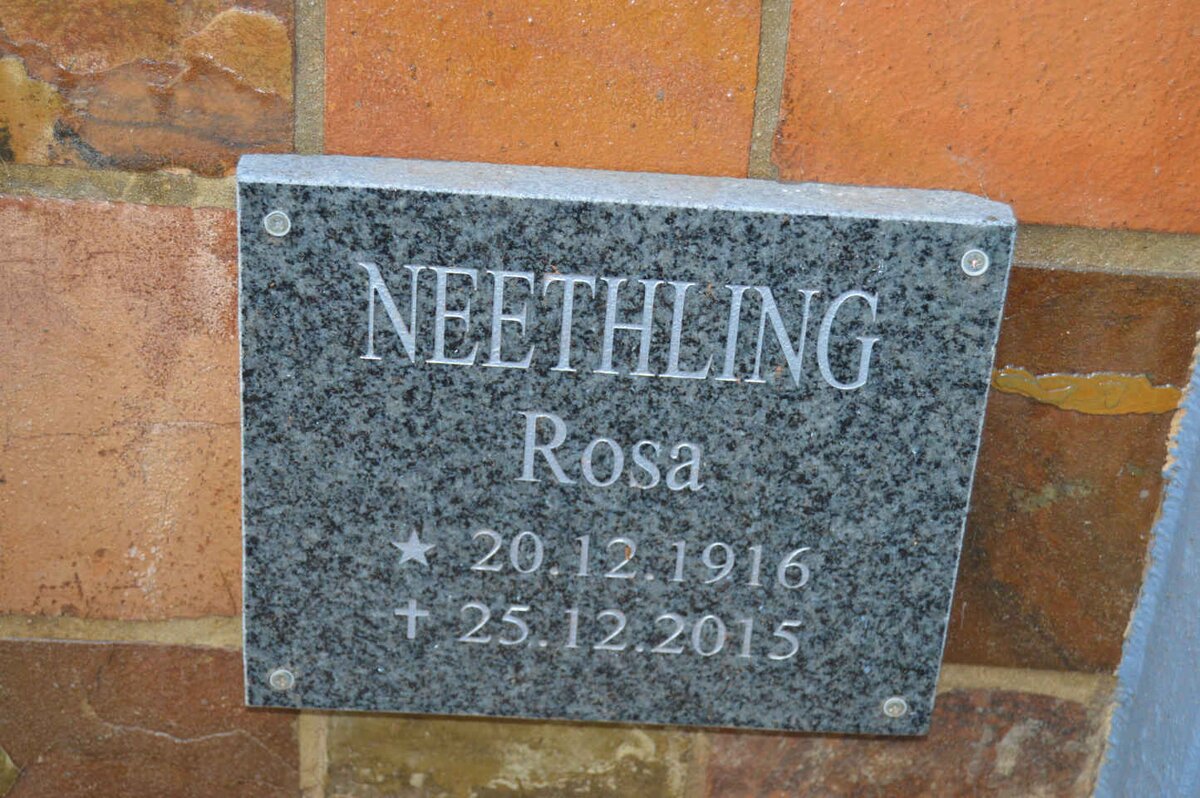 NEETHLING
Rosa
★ 20.12.1916
✝ 25.12.2015